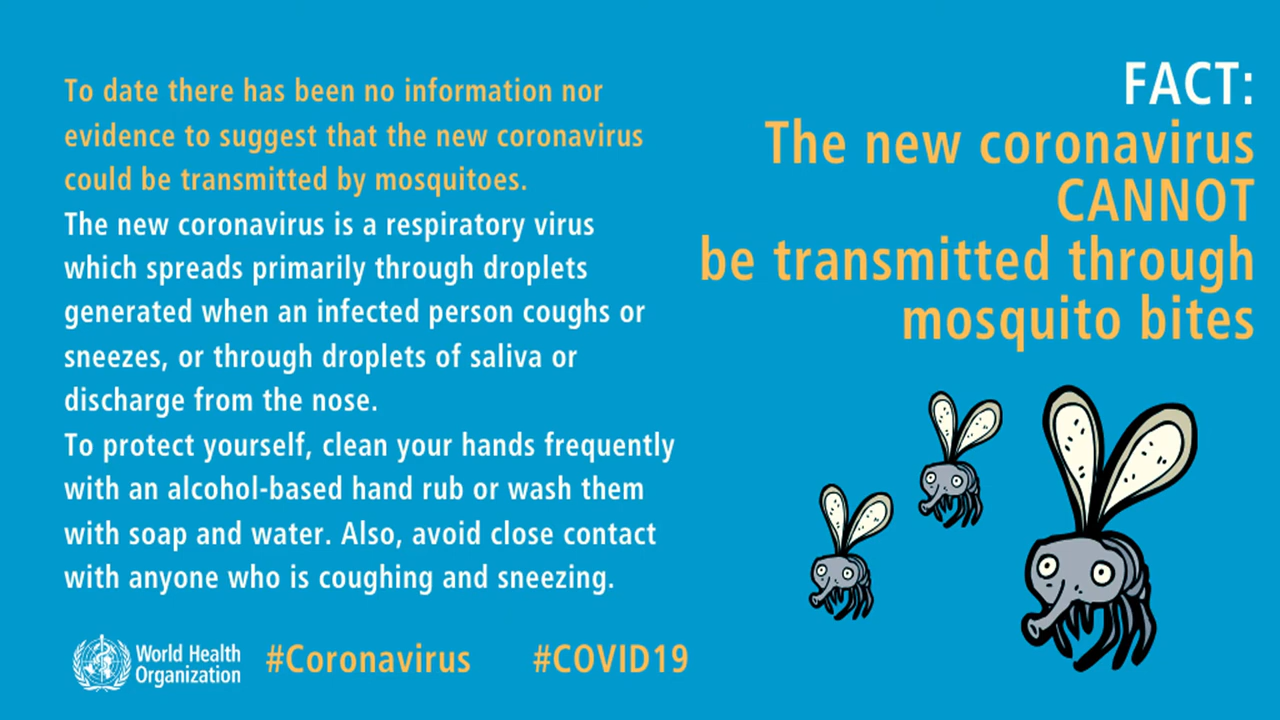 To date there has been no information nor
evidence to suggest that the new coronavirus
could be transmitted by mosquitoes.
The new coronavirus is a respiratory virus
which spreads primarily through droplets
generated when an infected person coughs or
sneezes, or through droplets of saliva or
discharge from the nose.
To protect yourself, clean your hands frequently
with an alcohol-based hand rub or wash them
with soap and water. Also, avoid close contact
with anyone who is coughing and sneezing.
FACT:
The new coronavirus
CANNOT
be transmitted through
mosquito bites
World Health
Organization
#Coronavirus #COVID19